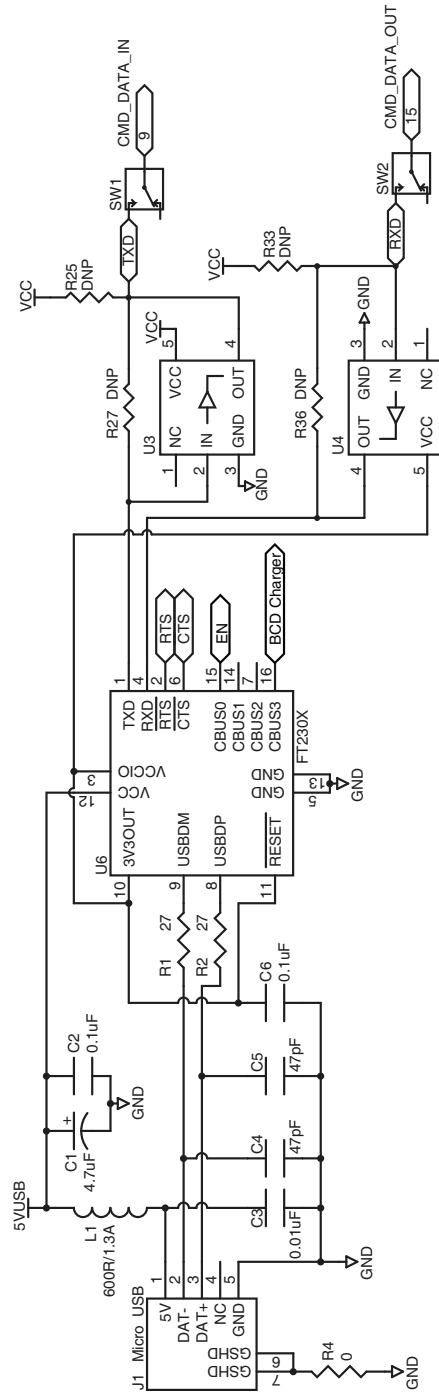 5VUSB
L1
600R/1.3A
C1
4.7uF
+
C2
0.1uF
GND
J1 Micro USB
5V
1
DAT-
2
DAT+
3
NC
4
GND
5
GSHD
6
GSHD
7
R4
0
GND
C3
0.01uF
C4
47pF
C5
47pF
C6
0.1uF
GND
R1
27
R2
27
U6
10
3V3OUT
9
USBDM
8
USBDP
11
RESET
12
VCC
3
VCCIO
TXD
1
RXD
4
RTS
2
CTS
6
CBUS0
15
CBUS1
14
CBUS2
7
CBUS3
16
GND
5
GND
13
FT230X
GND
RTS
CTS
EN
BCD Charger
VCC
R25
DNP
R27 DNP
U3
1
NC
2
IN
3
GND
VCC
5
OUT
4
VCC
GND
TXD
SW1
9
CMD_DATA_IN
VCC
R33
DNP
R36 DNP
U4
4
OUT
5
VCC
GND
3
IN
2
NC
1
GND
RXD
SW2
15
CMD_DATA_OUT